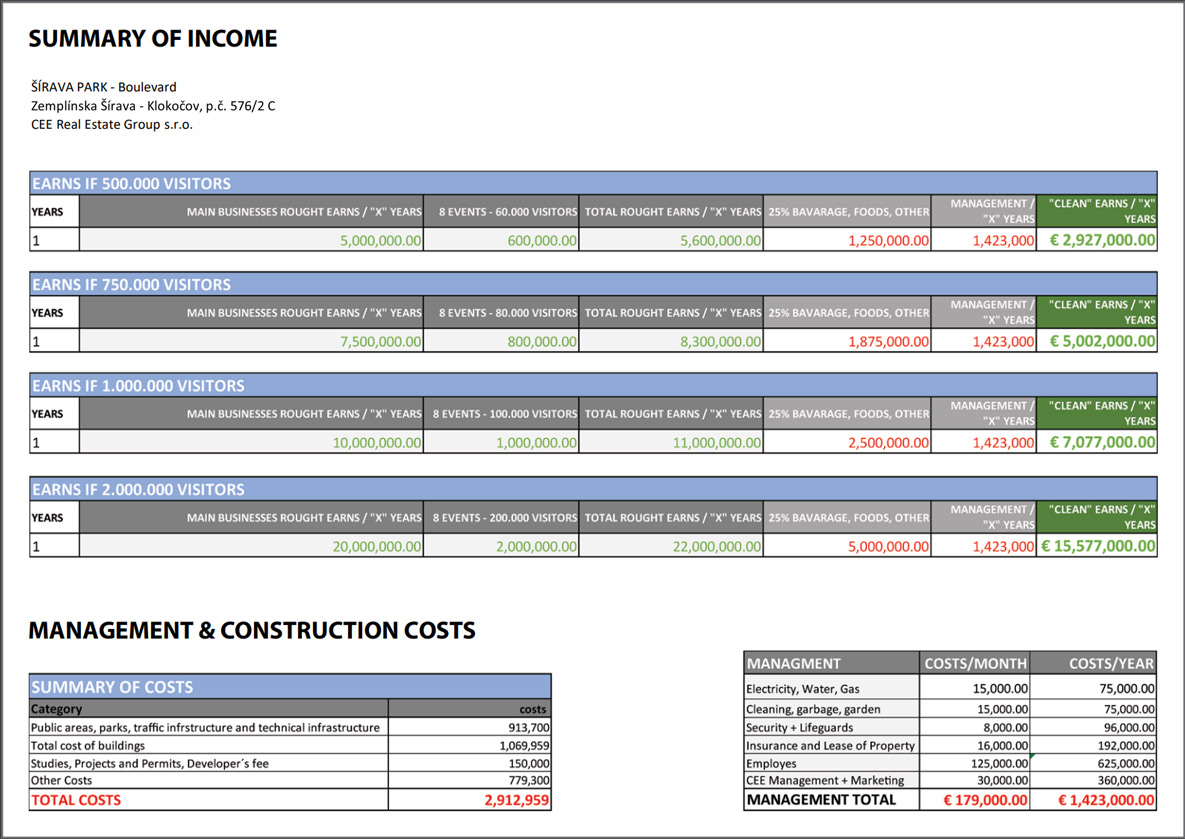 SUMMARY OF INCOME
ŠÍRAVA PARK - Boulevard
Zemplínska Šírava - Klokočov, p.č. 576/2 C
CEE Real Estate Group s.r.o.
EARNS IF 500.000 VISITORS
YEARS MAIN BUSINESSES ROUGHT EARNS / "X" YEARS 8 EVENTS - 60.000 VISITORS TOTAL ROUGHT EARNS / "X" YEARS 25% BAVARAGE, FOODS, OTHER MANAGEMENT / "X" YEARS "CLEAN" EARNS / "X" YEARS
1 5,000,000.00 600,000.00 5,600,000.00 1,250,000.00 1,423,000 € 2,927,000.00
EARNS IF 750.000 VISITORS
YEARS MAIN BUSINESSES ROUGHT EARNS / "X" YEARS 8 EVENTS - 80.000 VISITORS TOTAL ROUGHT EARNS / "X" YEARS 25% BAVARAGE, FOODS, OTHER MANAGEMENT / "X" YEARS "CLEAN" EARNS / "X" YEARS
1 7,500,000.00 800,000.00 8,300,000.00 1,875,000.00 1,423,000 € 5,002,000.00
EARNS IF 1.000.000 VISITORS
YEARS MAIN BUSINESSES ROUGHT EARNS / "X" YEARS 8 EVENTS - 100.000 VISITORS TOTAL ROUGHT EARNS / "X" YEARS 25% BAVARAGE, FOODS, OTHER MANAGEMENT / "X" YEARS "CLEAN" EARNS / "X" YEARS
1 10,000,000.00 1,000,000.00 11,000,000.00 2,500,000.00 1,423,000 € 7,077,000.00
EARNS IF 2.000.000 VISITORS
YEARS MAIN BUSINESSES ROUGHT EARNS / "X" YEARS 8 EVENTS - 200.000 VISITORS TOTAL ROUGHT EARNS / "X" YEARS 25% BAVARAGE, FOODS, OTHER MANAGEMENT / "X" YEARS "CLEAN" EARNS / "X" YEARS
1 20,000,000.00 2,000,000.00 22,000,000.00 5,000,000.00 1,423,000 € 15,577,000.00
MANAGEMENT & CONSTRUCTION COSTS
SUMMARY OF COSTS
Category costs
Public areas, parks, traffic infrstructure and technical infrastructure 913,700
Total cost of buildings 1,069,959
Studies, Projects and Permits, Developer´s fee 150,000
Other Costs 779,300
TOTAL COSTS 2,912,959
MANAGMENT COSTS/MONTH COSTS/YEAR
Electricity, Water, Gas 15,000.00 75,000.00
Cleaning, garbage, garden 15,000.00 75,000.00
Security + Lifeguards 8,000.00 96,000.00
Insurance and Lease of Property 16,000.00 192,000.00
Employes 125,000.00 625,000.00
CEE Management + Marketing 30,000.00 360,000.00
MANAGEMENT TOTAL € 179,000.00 € 1,423,000.00